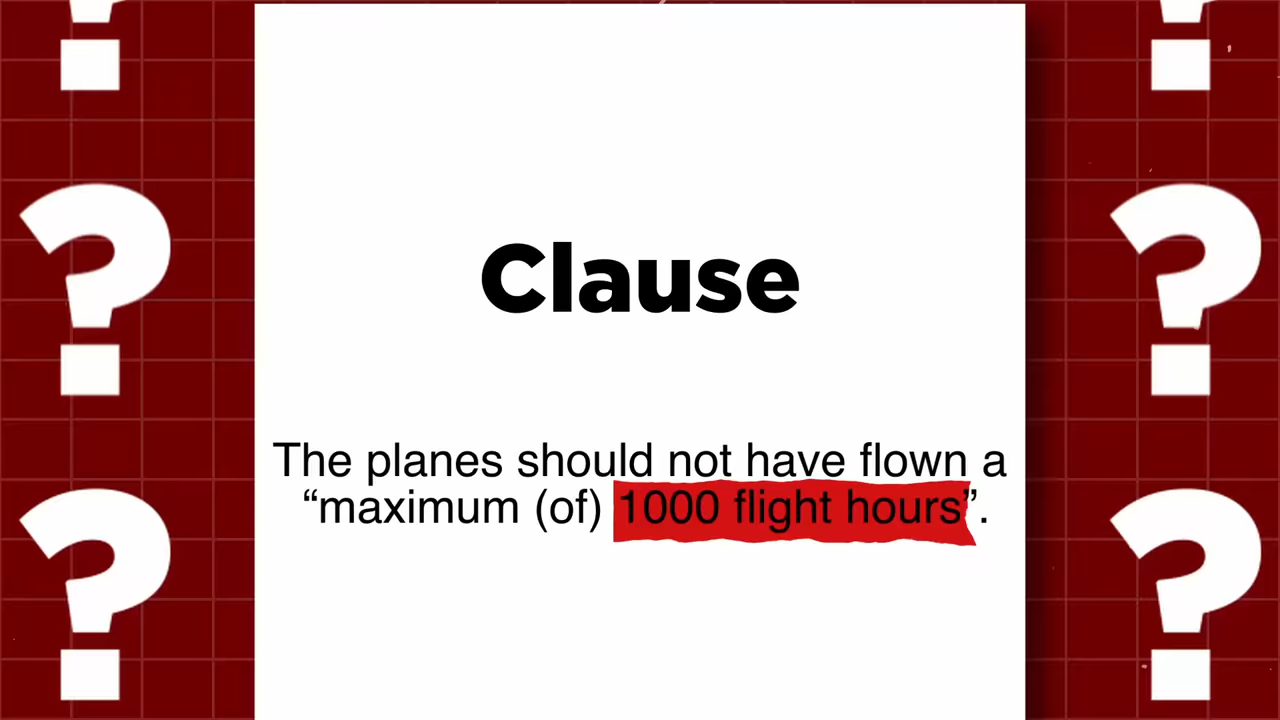 Clause
The planes should not have flown a
“maximum (of) 1000 flight hours”.